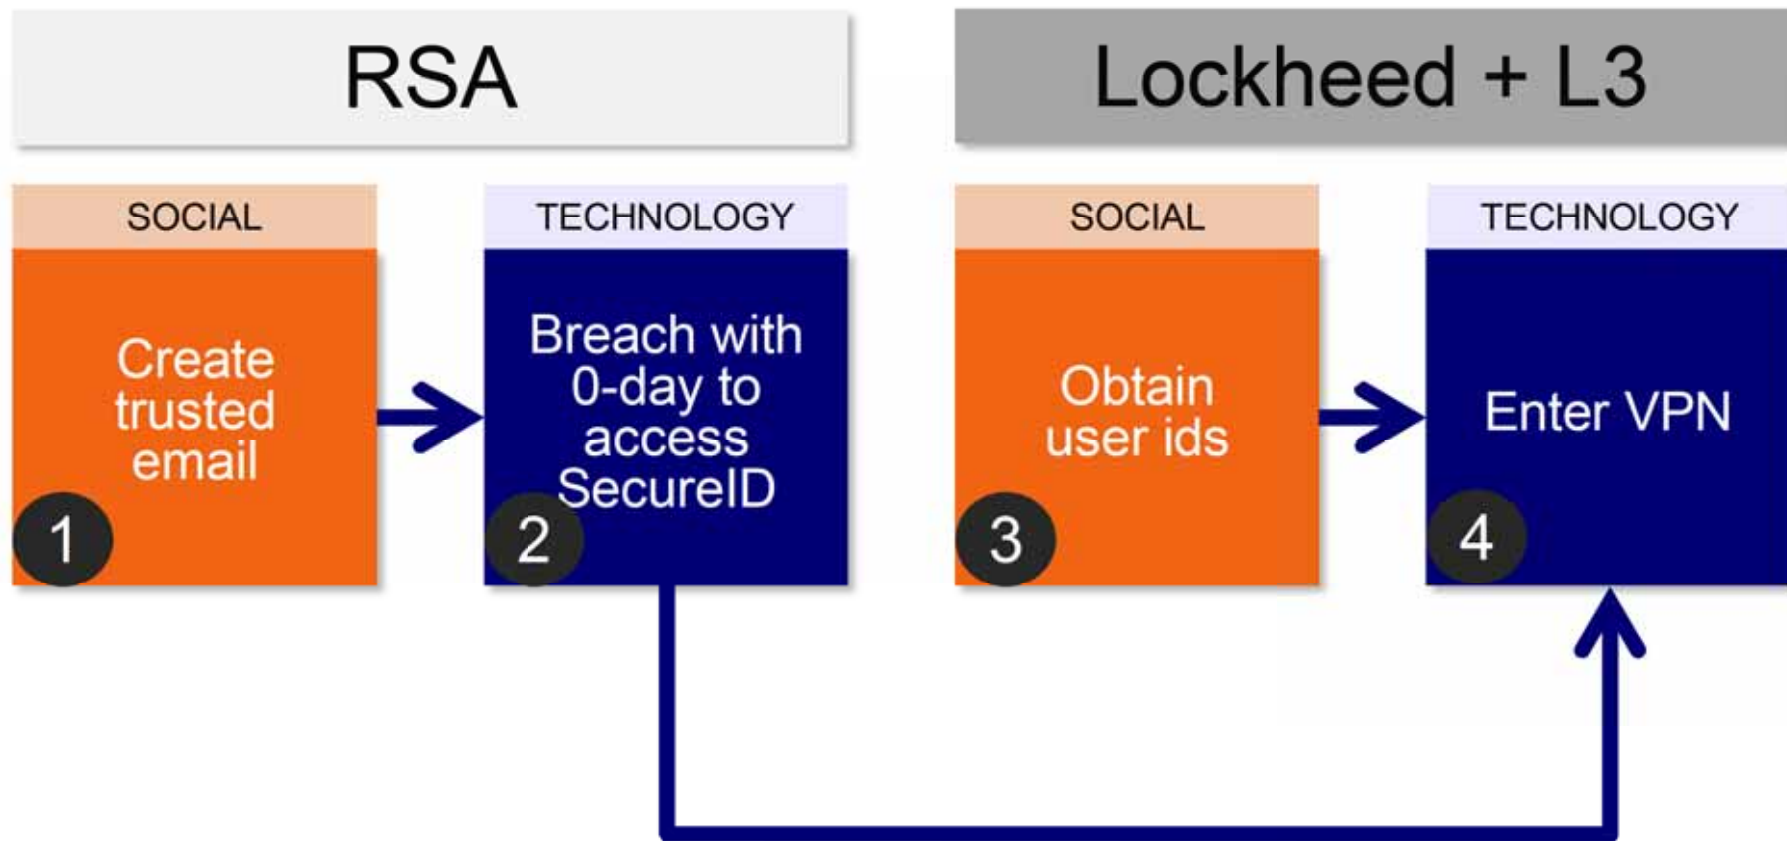 RSA
Lockheed + L3
SOCIAL
Create
trusted
email
1
TECHNOLOGY
Breach with
0-day to
access
SecureID
2
SOCIAL
Obtain
user ids
3
TECHNOLOGY
Enter VPN
4